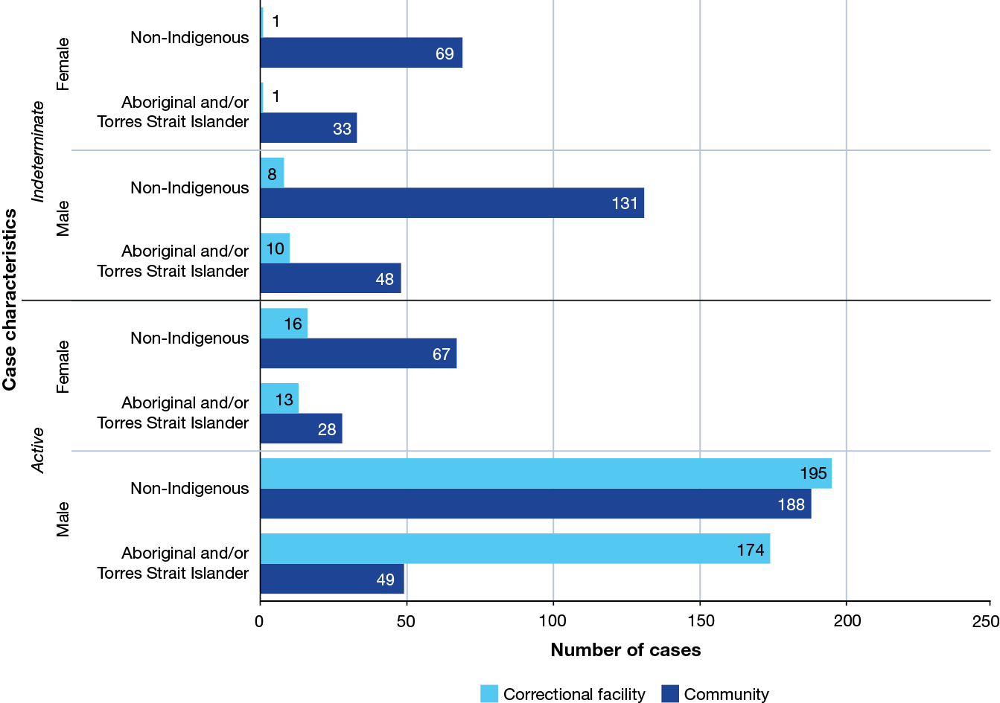 Case characteristics
Indeterminate
Female
Non-Indigenous
1
69
Aboriginal and/or
Torres Strait Islander
1
33
Male
Non-Indigenous
8
131
Aboriginal and/or
Torres Strait Islander
10
48
Active
Female
Non-Indigenous
16
67
Aboriginal and/or
Torres Strait Islander
13
28
Male
Non-Indigenous
195
188
Aboriginal and/or
Torres Strait Islander
174
49
0 50 100 150 200 250
Number of cases
Correctional facility Community